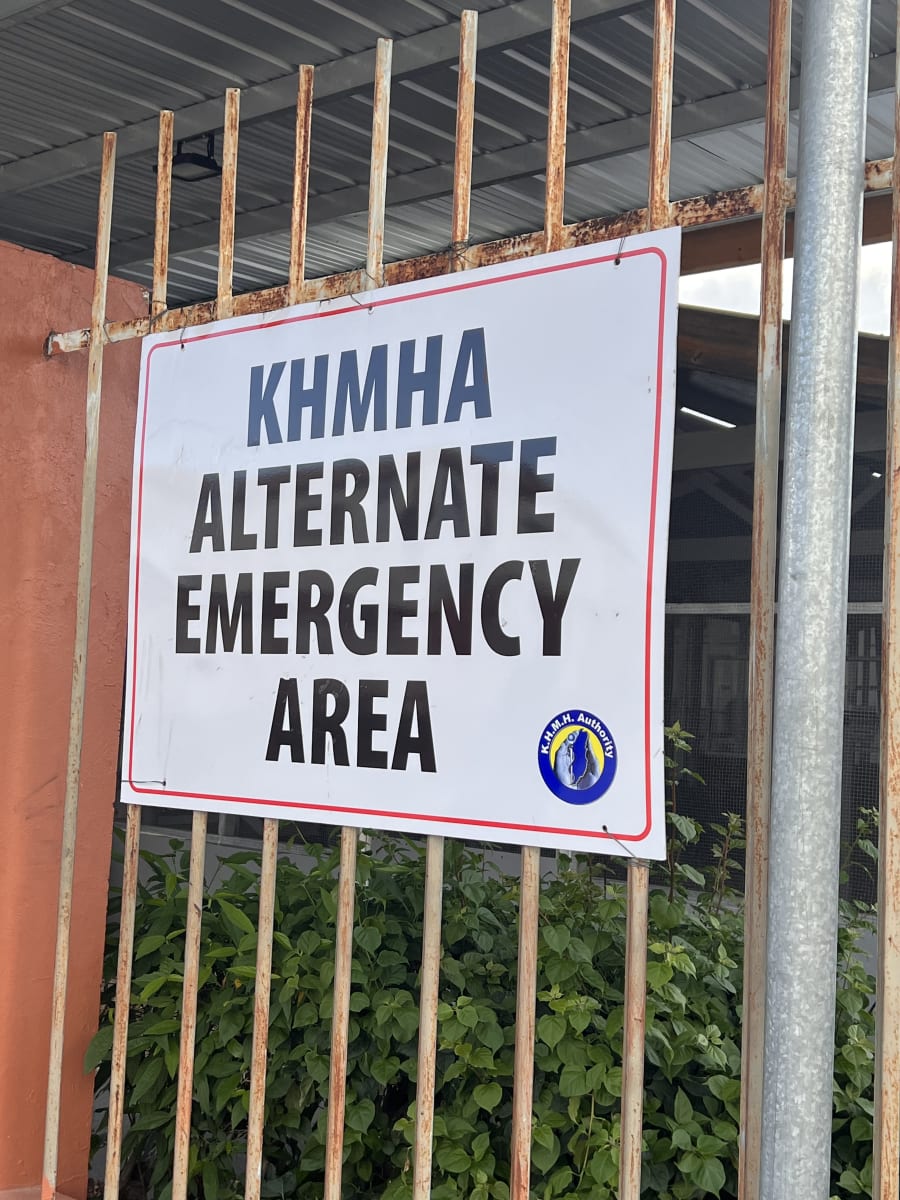 KHMHA
ALTERNATE
EMERGENCY
AREA
K.H.M.H. Authority